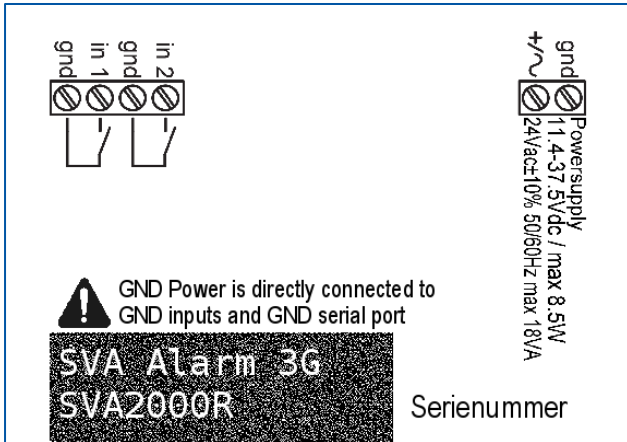 gnd in 1 gnd in 2
+/~ gnd
Powersupply
11.4-37.5Vdc / max 8.5W
24Vac±10% 50/60Hz max 18VA
GND Power is directly connected to
GND inputs and GND serial port
SVA Alarm 3G
SVA2000R
Serienummer